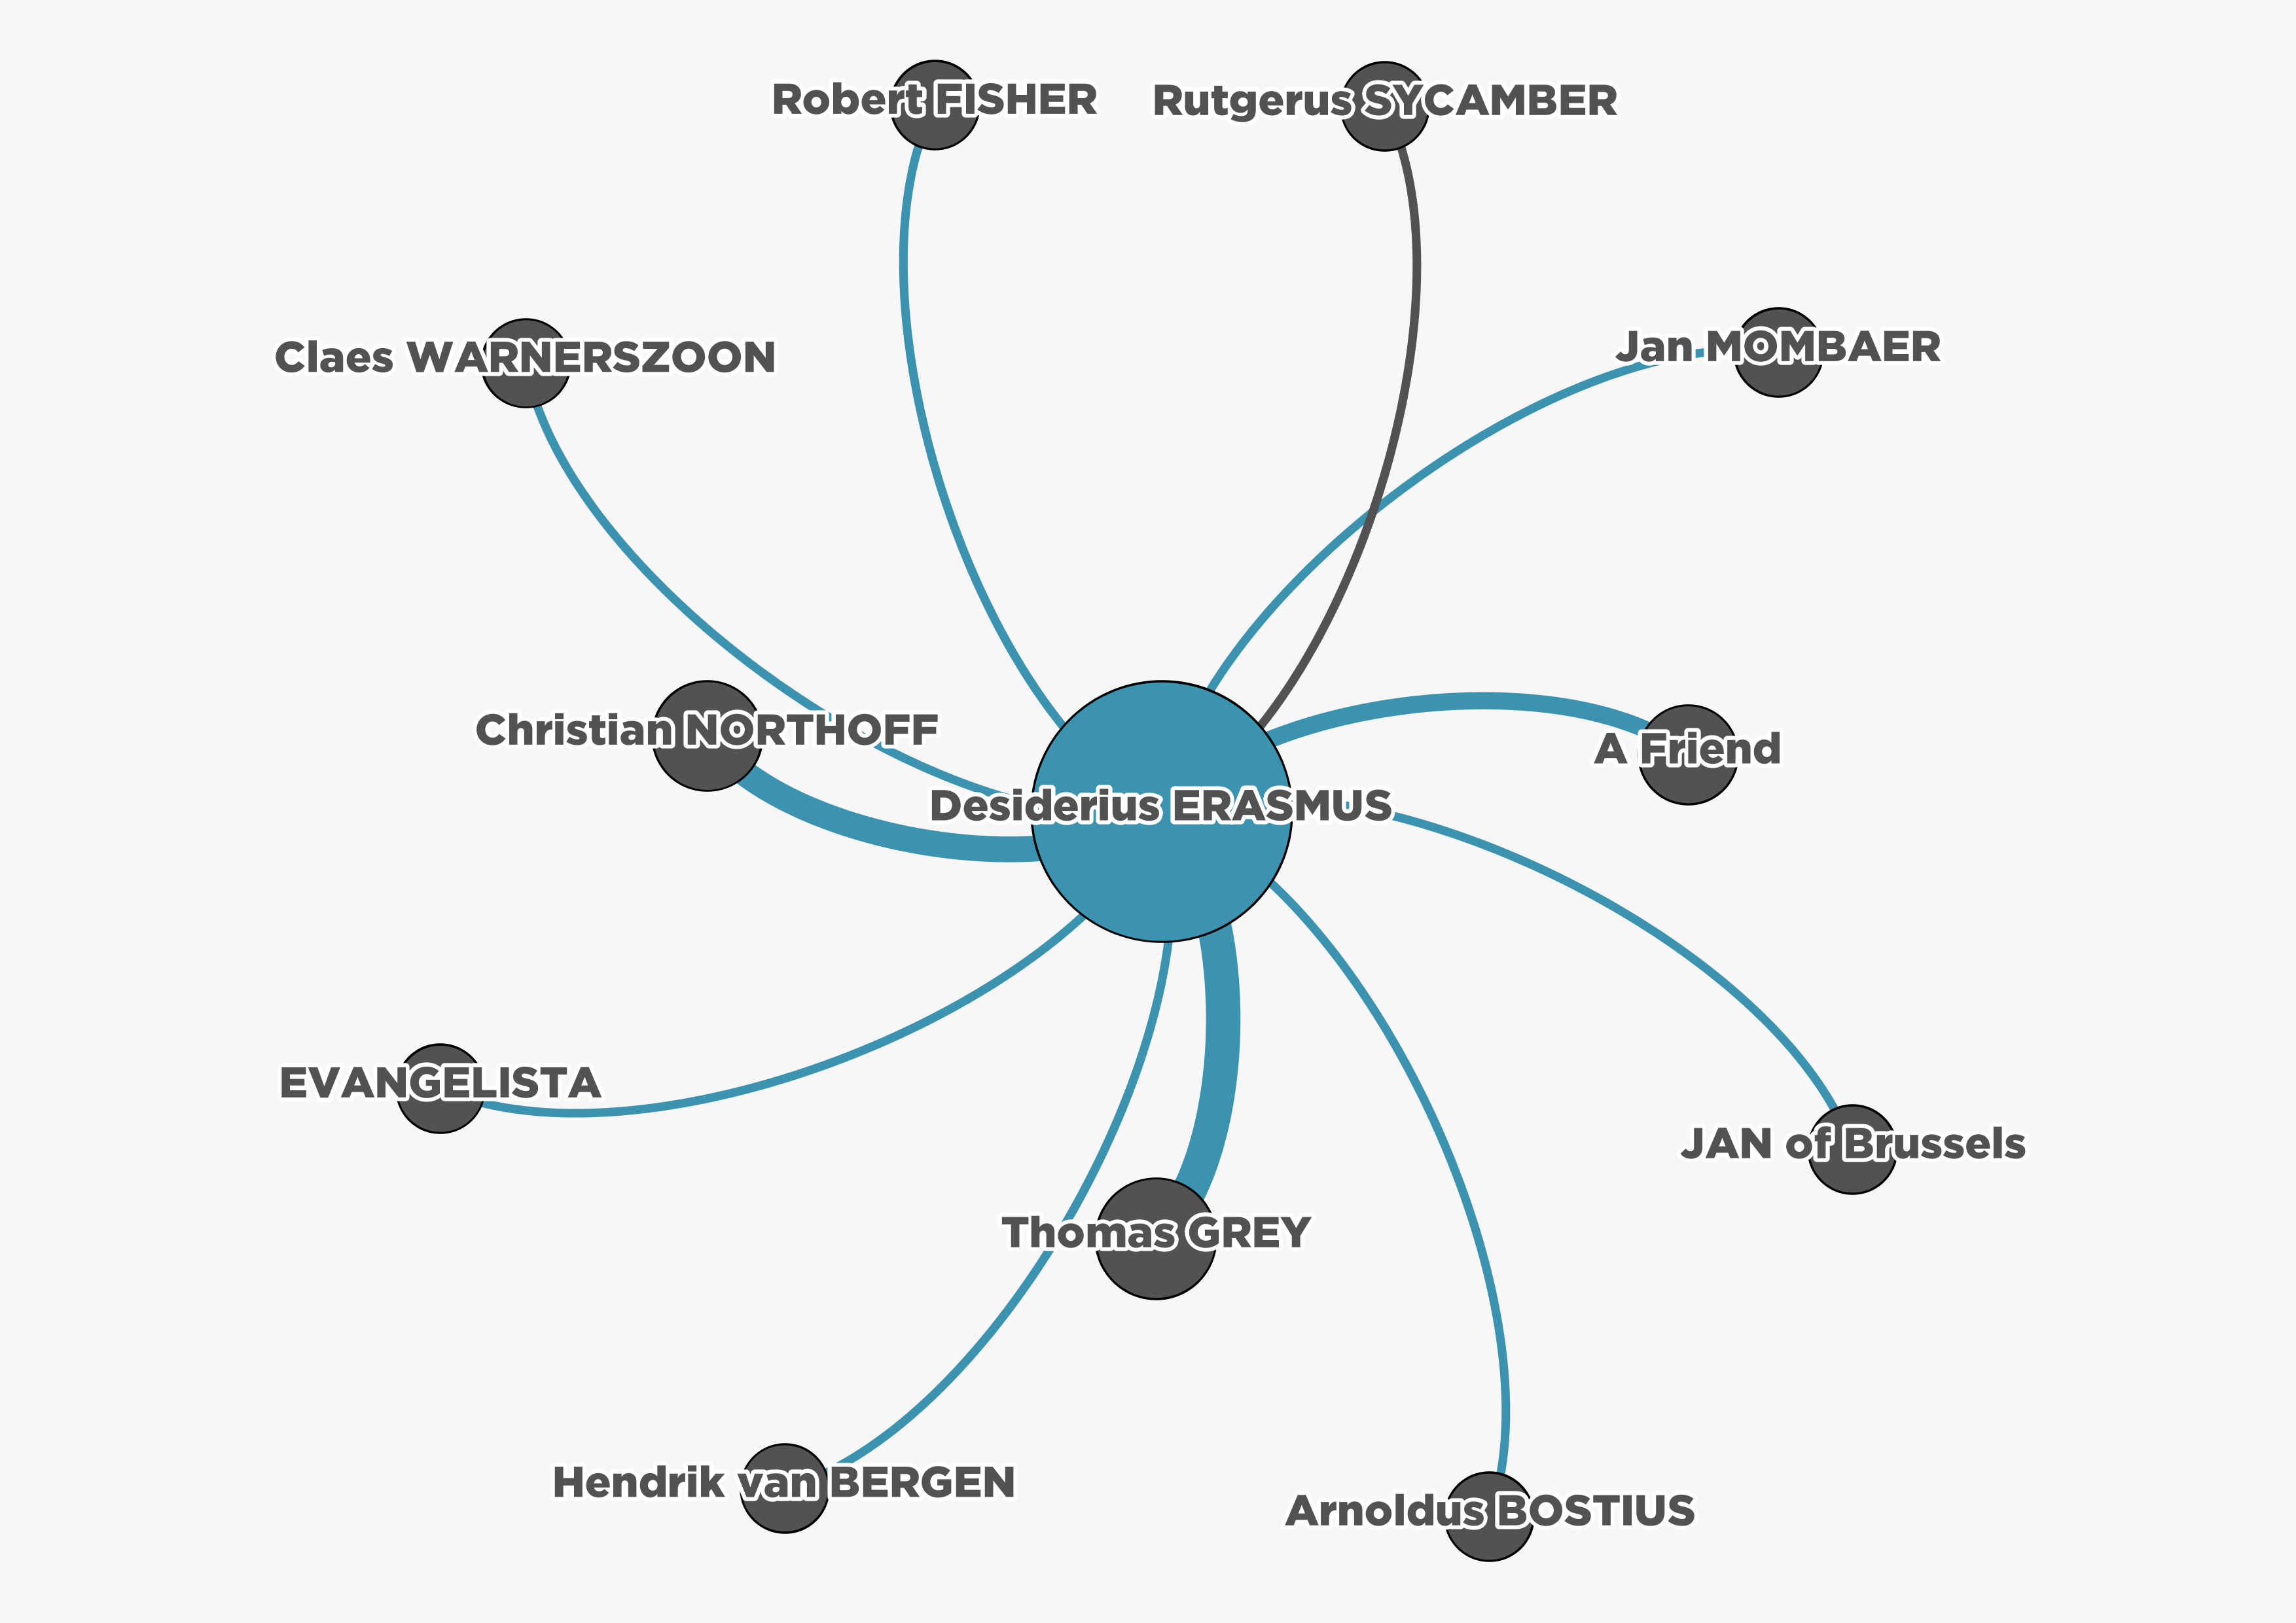 Robert FISHER
Rutgerus SYCAMBER
Jan MOMBAER
Claes WARNERSZOON
Christian NORTHOFF
A Friend
Desiderius ERASMUS
EVANGELISTA
JAN of Brussels
Thomas GREY
Hendrik van BERGEN
Arnoldus BOSTIUS